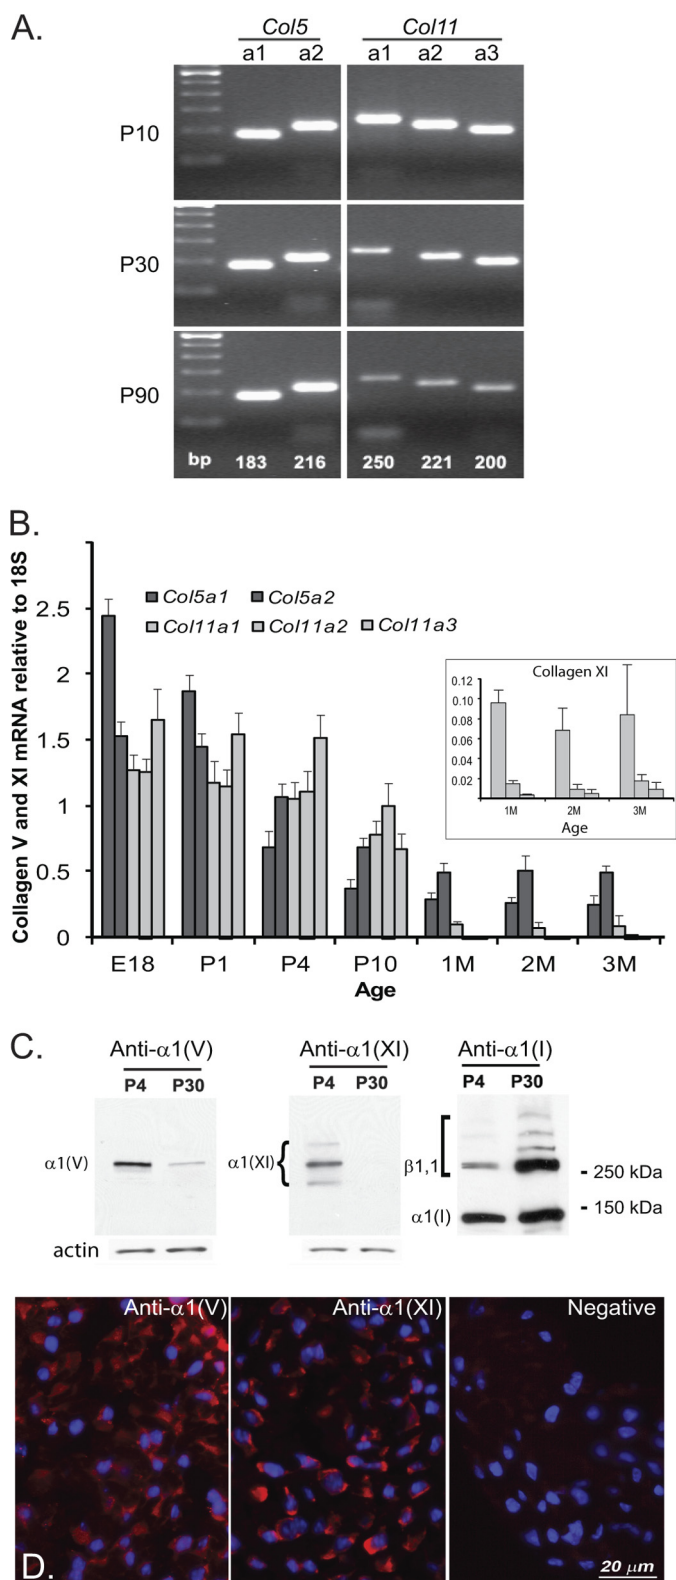 A.
Col5 Col11
a1 a2 a1 a2 a3
P10
P30
P90
bp 183 216 250 221 200
B.
Collagen V and XI mRNA relative to 18S
2.5
2
1.5
1
0.5
0
Col5a1 Col5a2
Col11a1 Col11a2 Col11a3
Collagen XI
0.12
0.10
0.08
0.06
0.04
0.02
1M 2M 3M
Age
E18 P1 P4 P10 1M 2M 3M
Age
C.
Anti-α1(V) Anti-α1(XI) Anti-α1(I)
P4 P30 P4 P30 P4 P30
α1(V) α1(XI) β1,1 - 250 kDa
α1(I) - 150 kDa
actin
Anti-α1(V) Anti-α1(XI) Negative
D. 20 μm